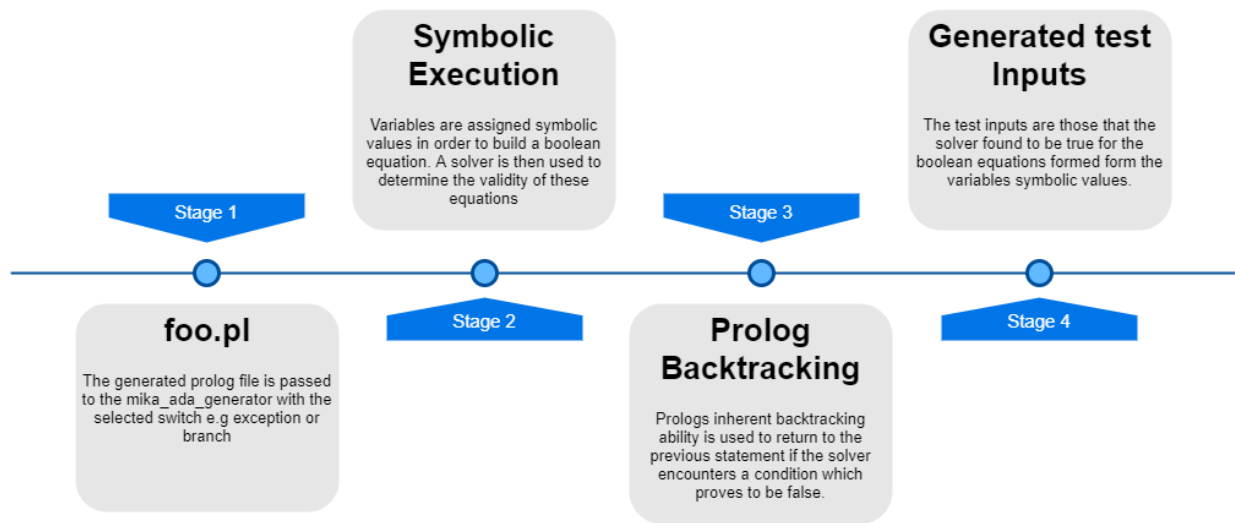 Stage 1
foo.pl
The generated prolog file is passed
to the mika_ada_generator with the
selected switch e.g exception or
branch
Symbolic
Execution
Variables are assigned symbolic
values in order to build a boolean
equation. A solver is then used to
determine the validity of these
equations
Stage 2
Stage 3
Prolog
Backtracking
Prologs inherent backtracking
ability is used to return to the
previous statement if the solver
encounters a condition which
proves to be false.
Generated test
Inputs
The test inputs are those that the
solver found to be true for the
boolean equations formed form the
variables symbolic values.
Stage 4